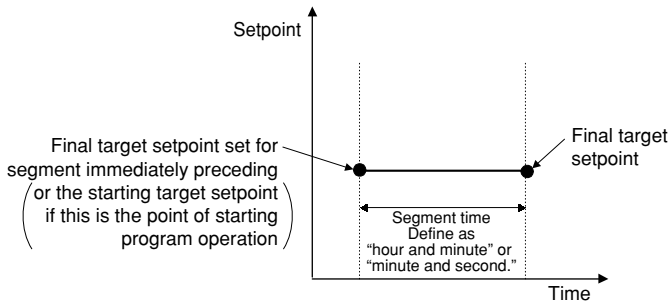 Setpoint
Final target setpoint set for
segment immediately preceding
or the starting target setpoint
if this is the point of starting
program operation
Final target
setpoint
Segment time
Define as
“hour and minute” or
“minute and second.”
Time